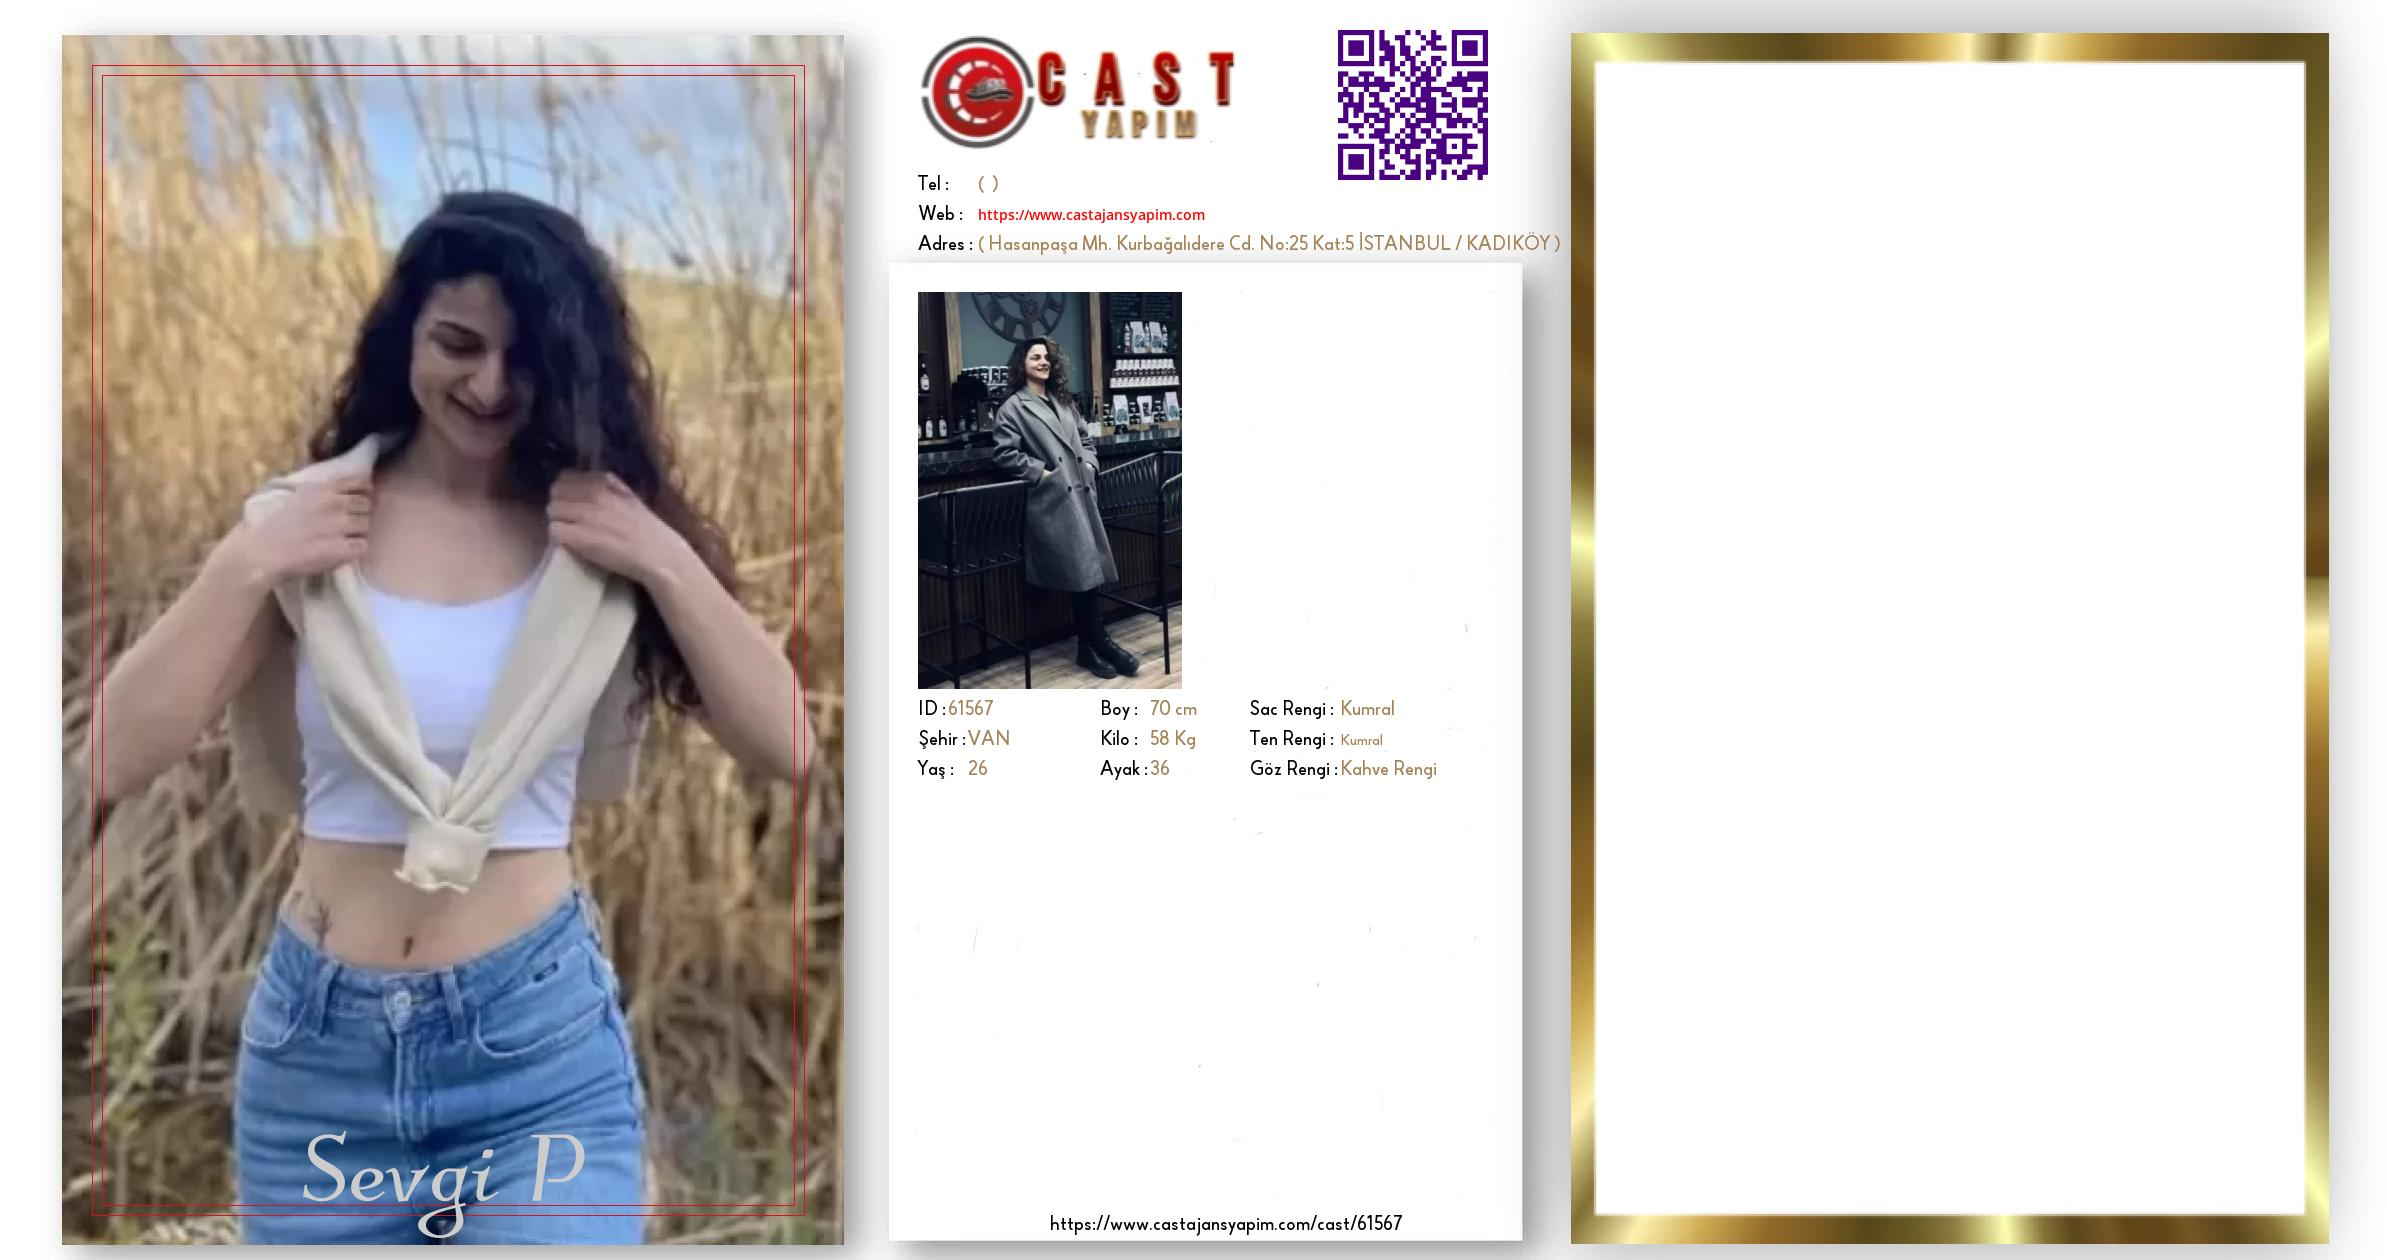 Sevgi P
CAST
YAPIM
Tel : ( )
Web : https://www.castajansyapim.com
Adres : ( Hasanpaşa Mh. Kurbağalıdere Cd. No:25 Kat:5 İSTANBUL / KADIKÖY )
ID : 61567 Boy : 70 cm Sac Rengi : Kumral
Şehir : VAN Kilo : 58 Kg Ten Rengi : Kumral
Yaş : 26 Ayak : 36 Göz Rengi : Kahve Rengi
https://www.castajansyapim.com/cast/61567